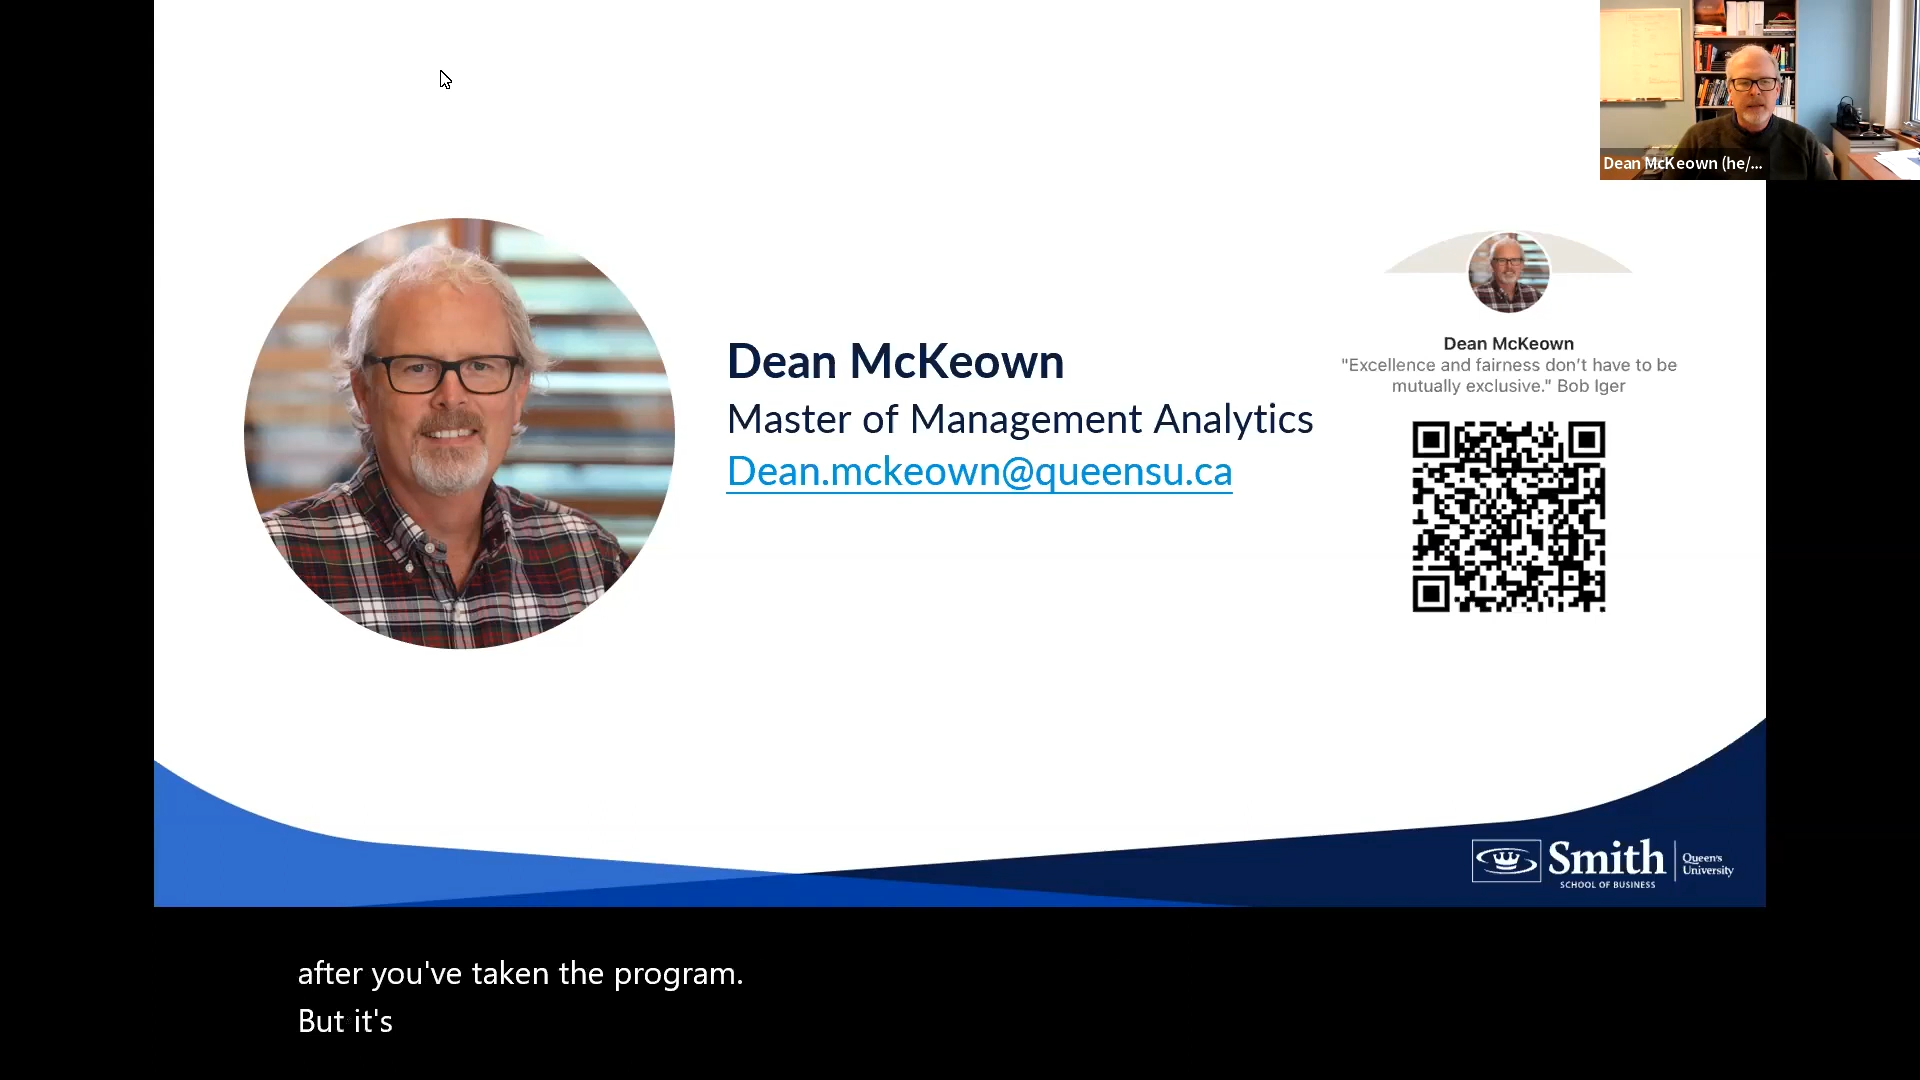 Dean McKeown (he/...
Dean McKeown
"Excellence and fairness don't have to be
mutually exclusive." Bob Iger
Dean McKeown
Master of Management Analytics
Dean.mckeown@queensu.ca
Smith
SCHOOL OF BUSINESS
Queen's
University
after you've taken the program.
But it's